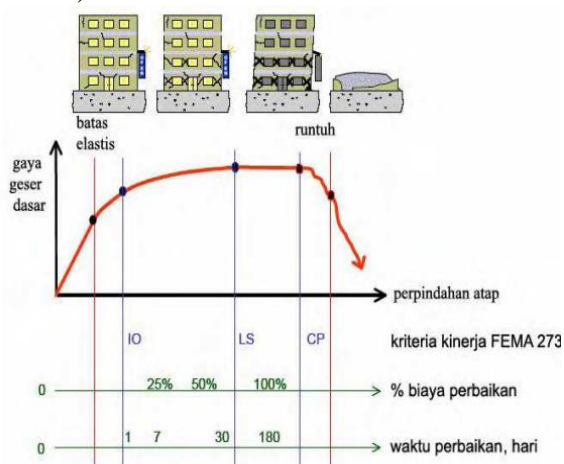 batas
elastis
runtuh
gaya
geser
dasar
perpindahan atap
IO LS CP kriteria kinerja FEMA 273
0 25% 50% 100% % biaya perbaikan
0 1 7 30 180 waktu perbaikan, hari